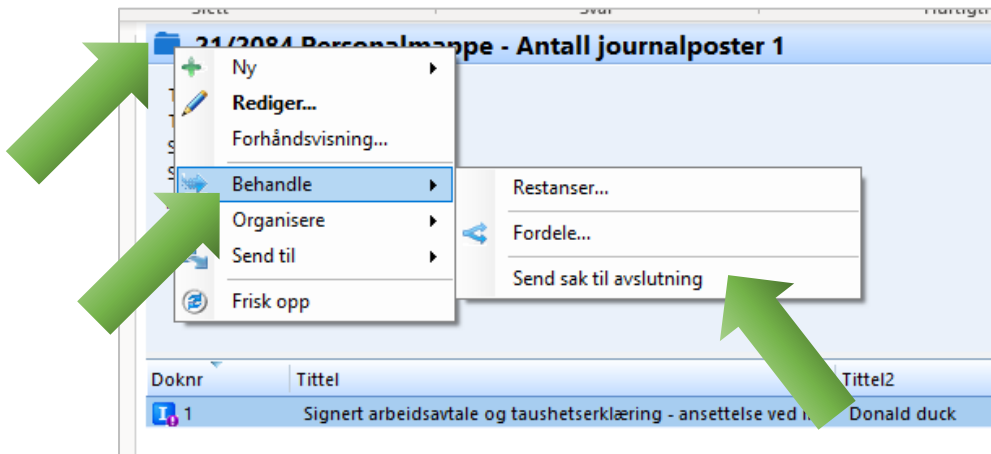 21/2084 Personalmappe - Antall journalposter 1
Ny
Rediger...
Forhåndsvisning...
Behandle
Organisere
Send til
Frisk opp
Restanser...
Fordele...
Send sak til avslutning
Doknr Tittel Tittel2
1 Signert arbeidsavtale og taushetserklæring - ansettelse ved Donald duck